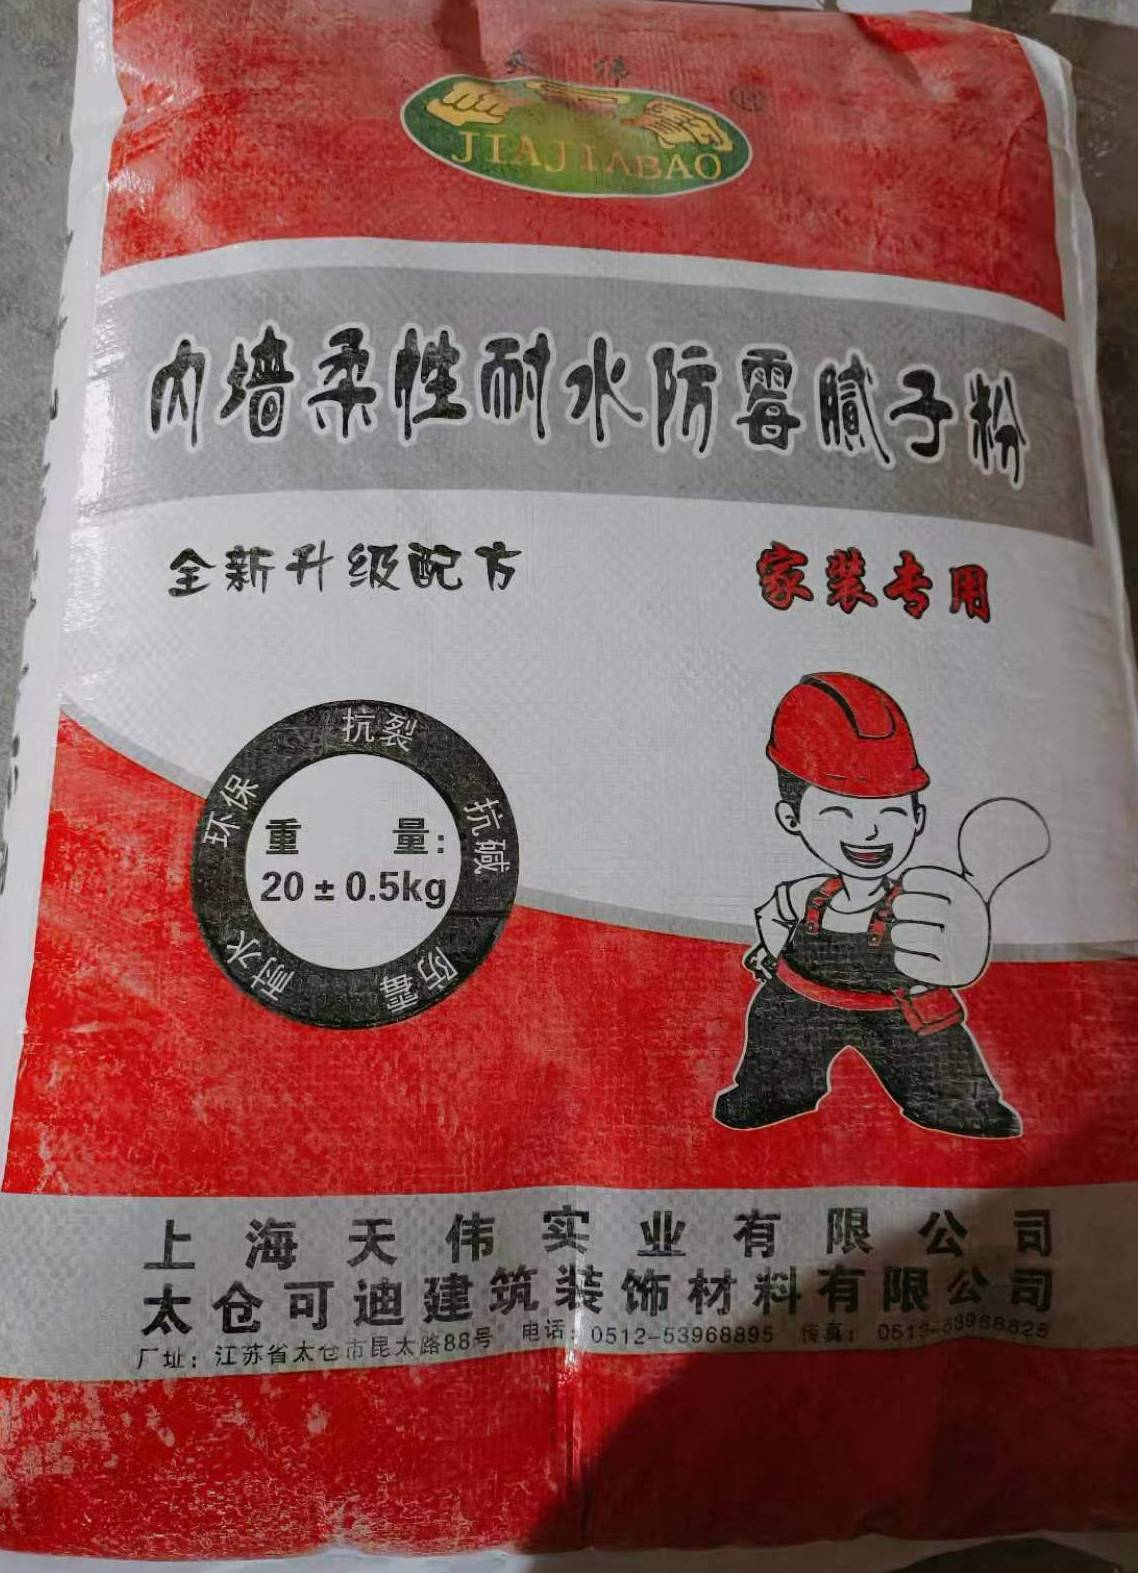 天 伟
®
JIAJIABAO
内墙柔性耐水防霉腻子粉
全新升级配方
家装专用
抗裂
环保
抗碱
重 量:
20±0.5kg
耐水
防霉
上海天伟实业有限公司
太仓可迪建筑装饰材料有限公司
厂址：江苏省太仓市昆太路88号 电话：0512-53968895 传真：0512-53968825